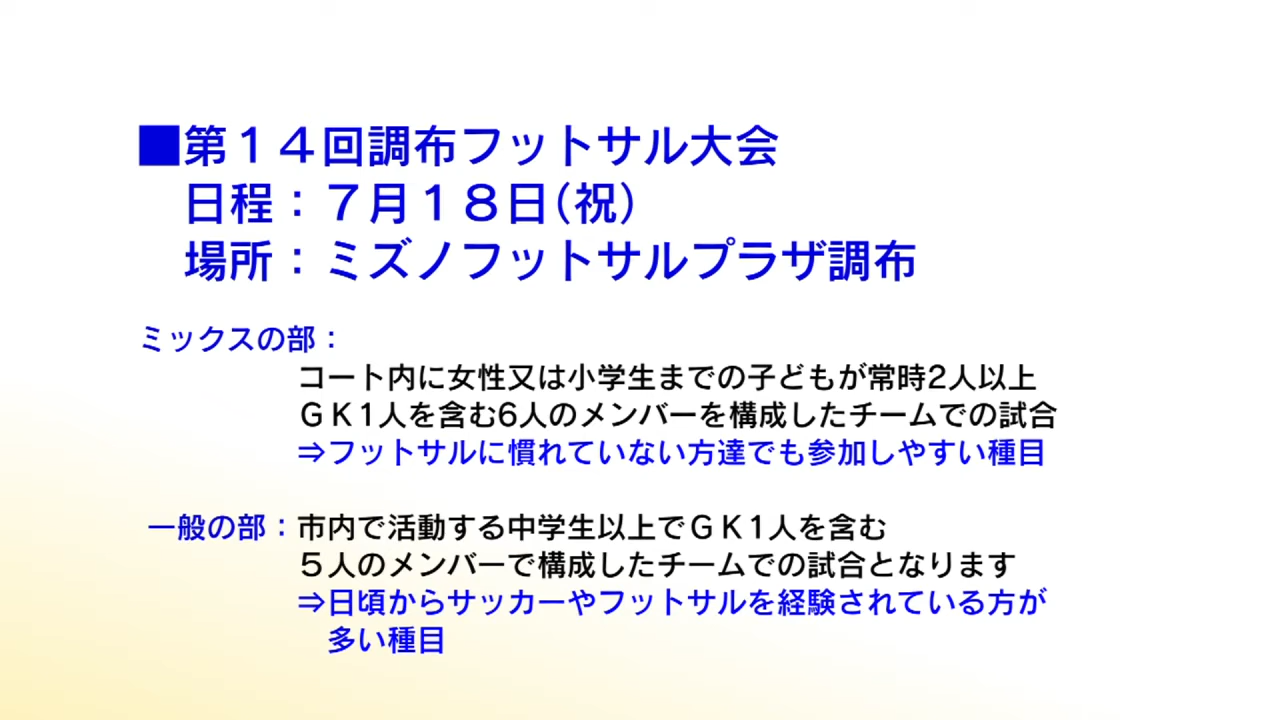 ■第１４回調布フットサル大会
日程：７月１８日(祝)
場所：ミズノフットサルプラザ調布
ミックスの部：
コート内に女性又は小学生までの子どもが常時2人以上
ＧＫ1人を含む6人のメンバーを構成したチームでの試合
⇒フットサルに慣れていない方達でも参加しやすい種目
一般の部：市内で活動する中学生以上でＧＫ1人を含む
５人のメンバーで構成したチームでの試合となります
⇒日頃からサッカーやフットサルを経験されている方が
多い種目